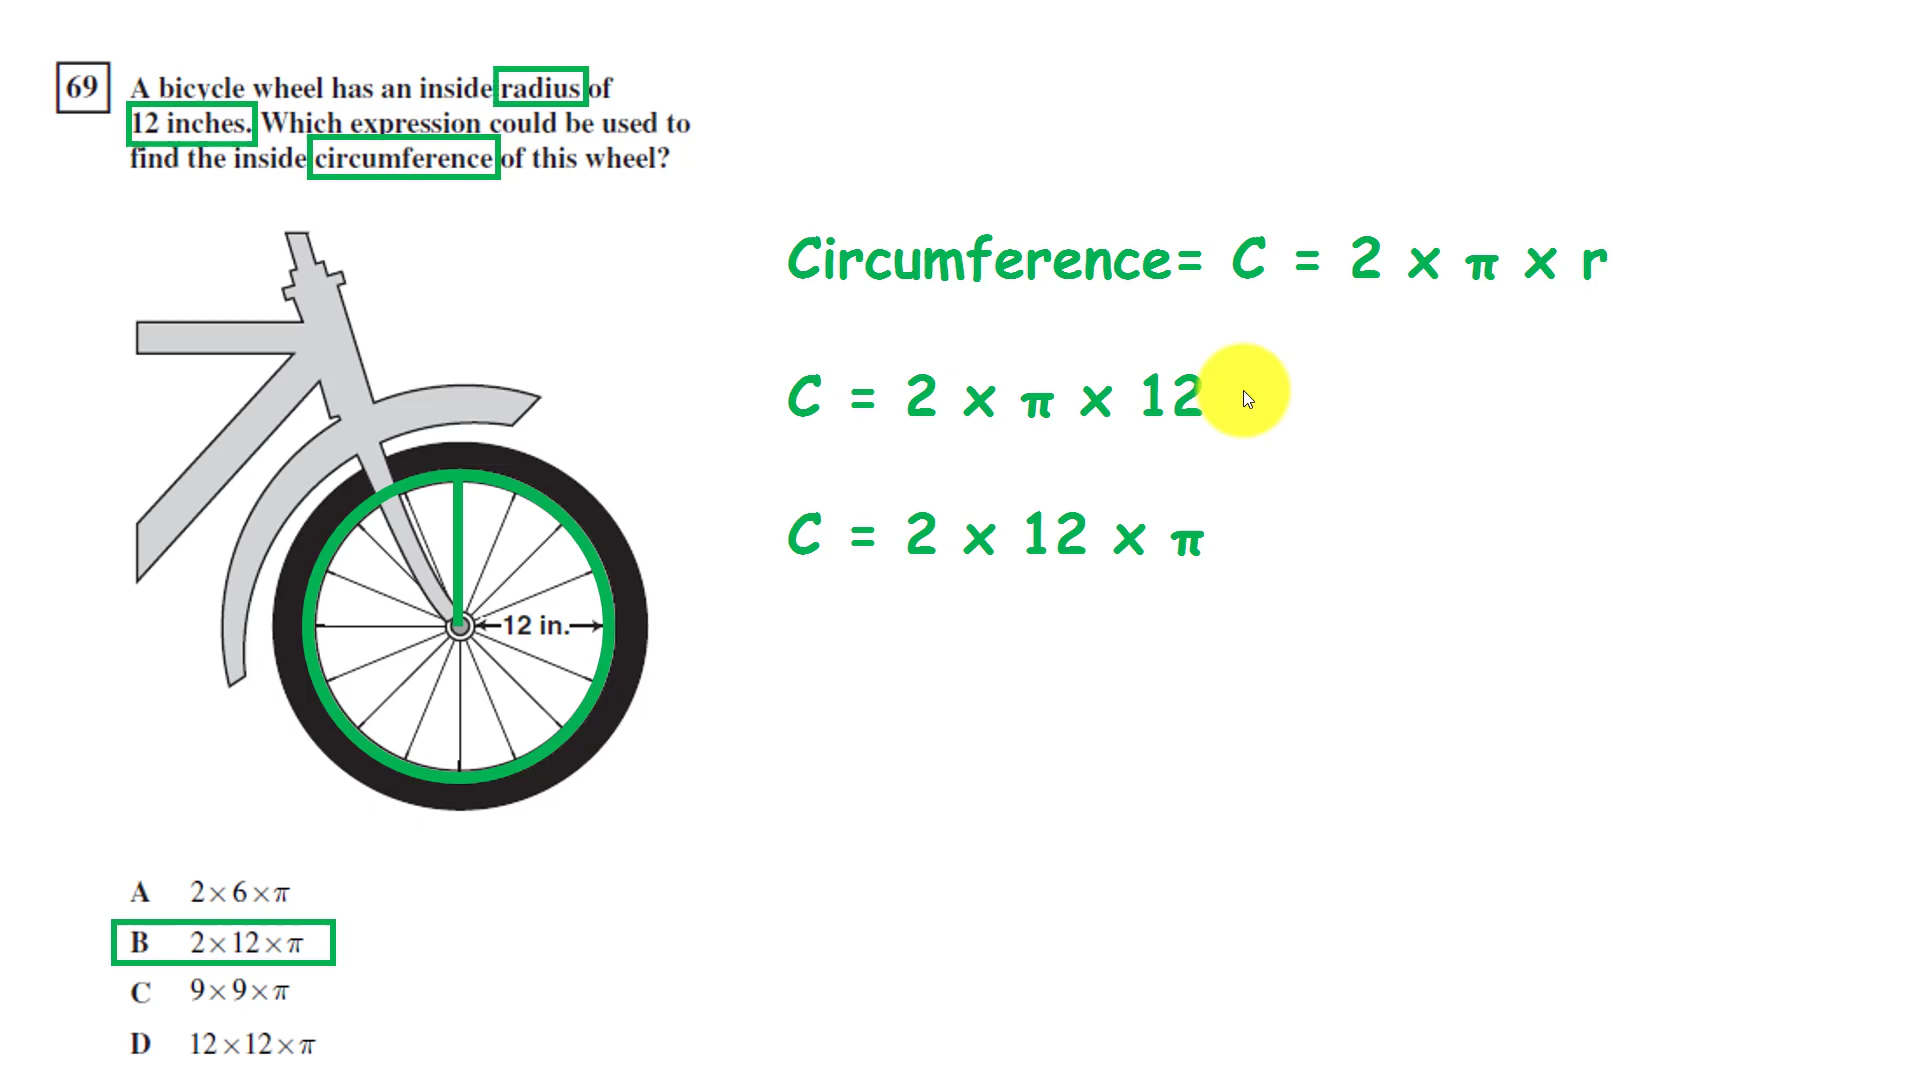 69
A bicycle wheel has an inside radius of
12 inches. Which expression could be used to
find the inside circumference of this wheel?
Circumference= C = 2 x π x r
C = 2 x π x 12
C = 2 x 12 x π
12 in.
A 2×6×π
B 2×12×π
C 9×9×π
D 12×12×π